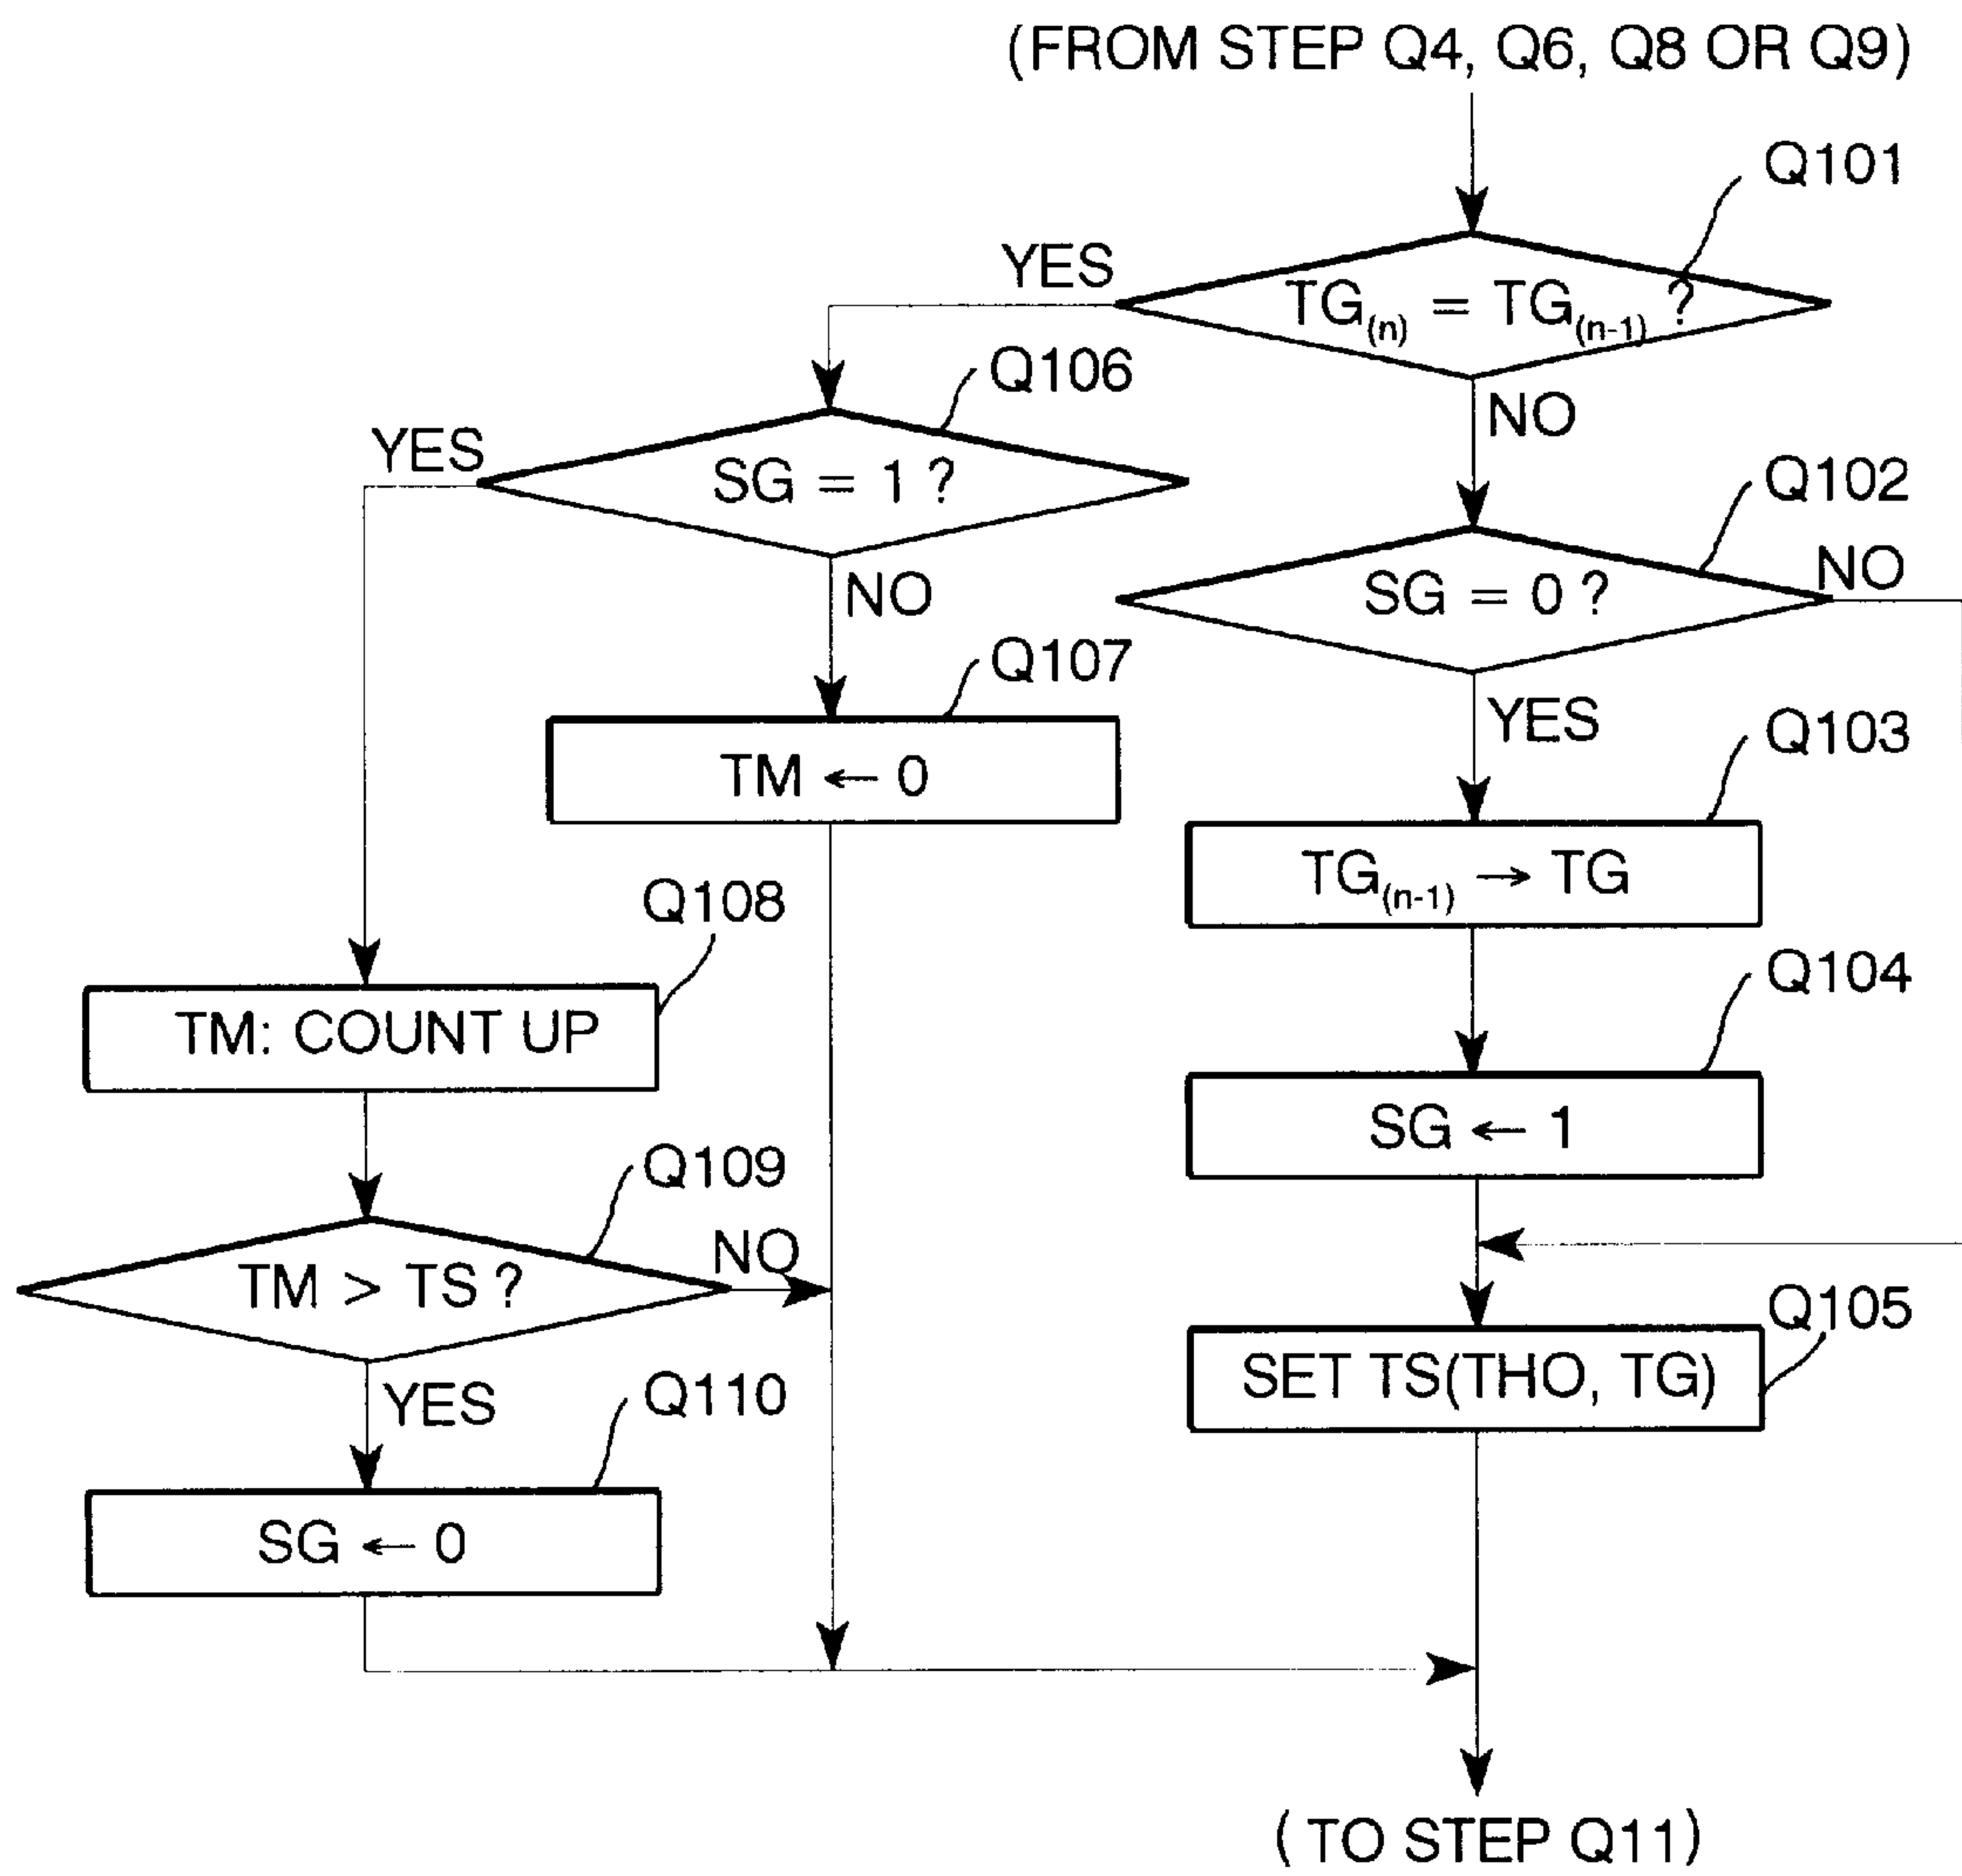 (FROM STEP Q4, Q6, Q8 OR Q9)
Q101
YES
TG(n) = TG(n-1) ?
Q106
NO
YES
SG = 1 ?
Q102
NO
SG = 0 ?
NO
Q107
YES
Q103
TM ← 0
TG(n-1) → TG
Q108
Q104
TM: COUNT UP
SG ← 1
Q109
NO
TM > TS ?
Q105
SET TS(THO, TG)
YES
Q110
SG ← 0
( TO STEP Q11)